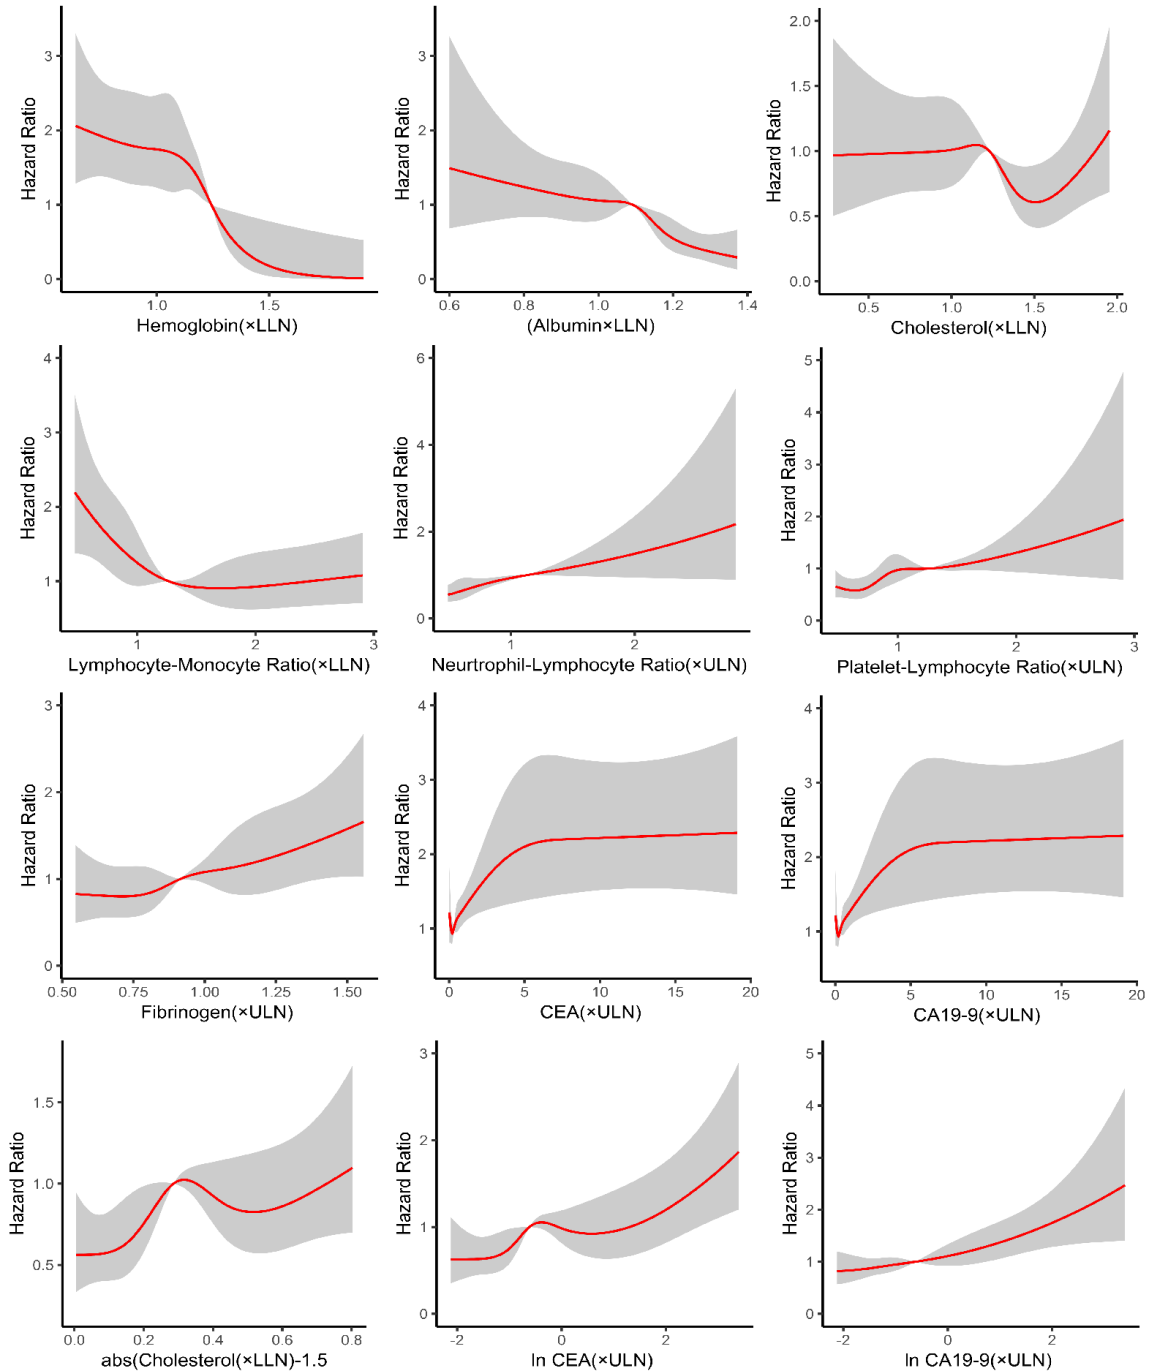 Hazard Ratio
3
2
1
0
1.0 1.5
Hemoglobin(×LLN)
Hazard Ratio
3
2
1
0
0.6 0.8 1.0 1.2 1.4
(Albumin×LLN)
Hazard Ratio
2.0
1.5
1.0
0.5
0.0
0.5 1.0 1.5 2.0
Cholesterol(×LLN)
Hazard Ratio
4
3
2
1
1 2 3
Lymphocyte-Monocyte Ratio(×LLN)
Hazard Ratio
6
4
2
0
1 2
Neurtrophil-Lymphocyte Ratio(×ULN)
Hazard Ratio
5
4
3
2
1
0
1 2 3
Platelet-Lymphocyte Ratio(×ULN)
Hazard Ratio
3
2
1
0
0.50 0.75 1.00 1.25 1.50
Fibrinogen(×ULN)
Hazard Ratio
4
3
2
1
0 5 10 15 20
CEA(×ULN)
Hazard Ratio
4
3
2
1
0 5 10 15 20
CA19-9(×ULN)
Hazard Ratio
1.5
1.0
0.5
0.0 0.2 0.4 0.6 0.8
abs(Cholesterol(×LLN)-1.5
Hazard Ratio
3
2
1
0
-2 0 2
ln CEA(×ULN)
Hazard Ratio
5
4
3
2
1
0
-2 0 2
ln CA19-9(×ULN)